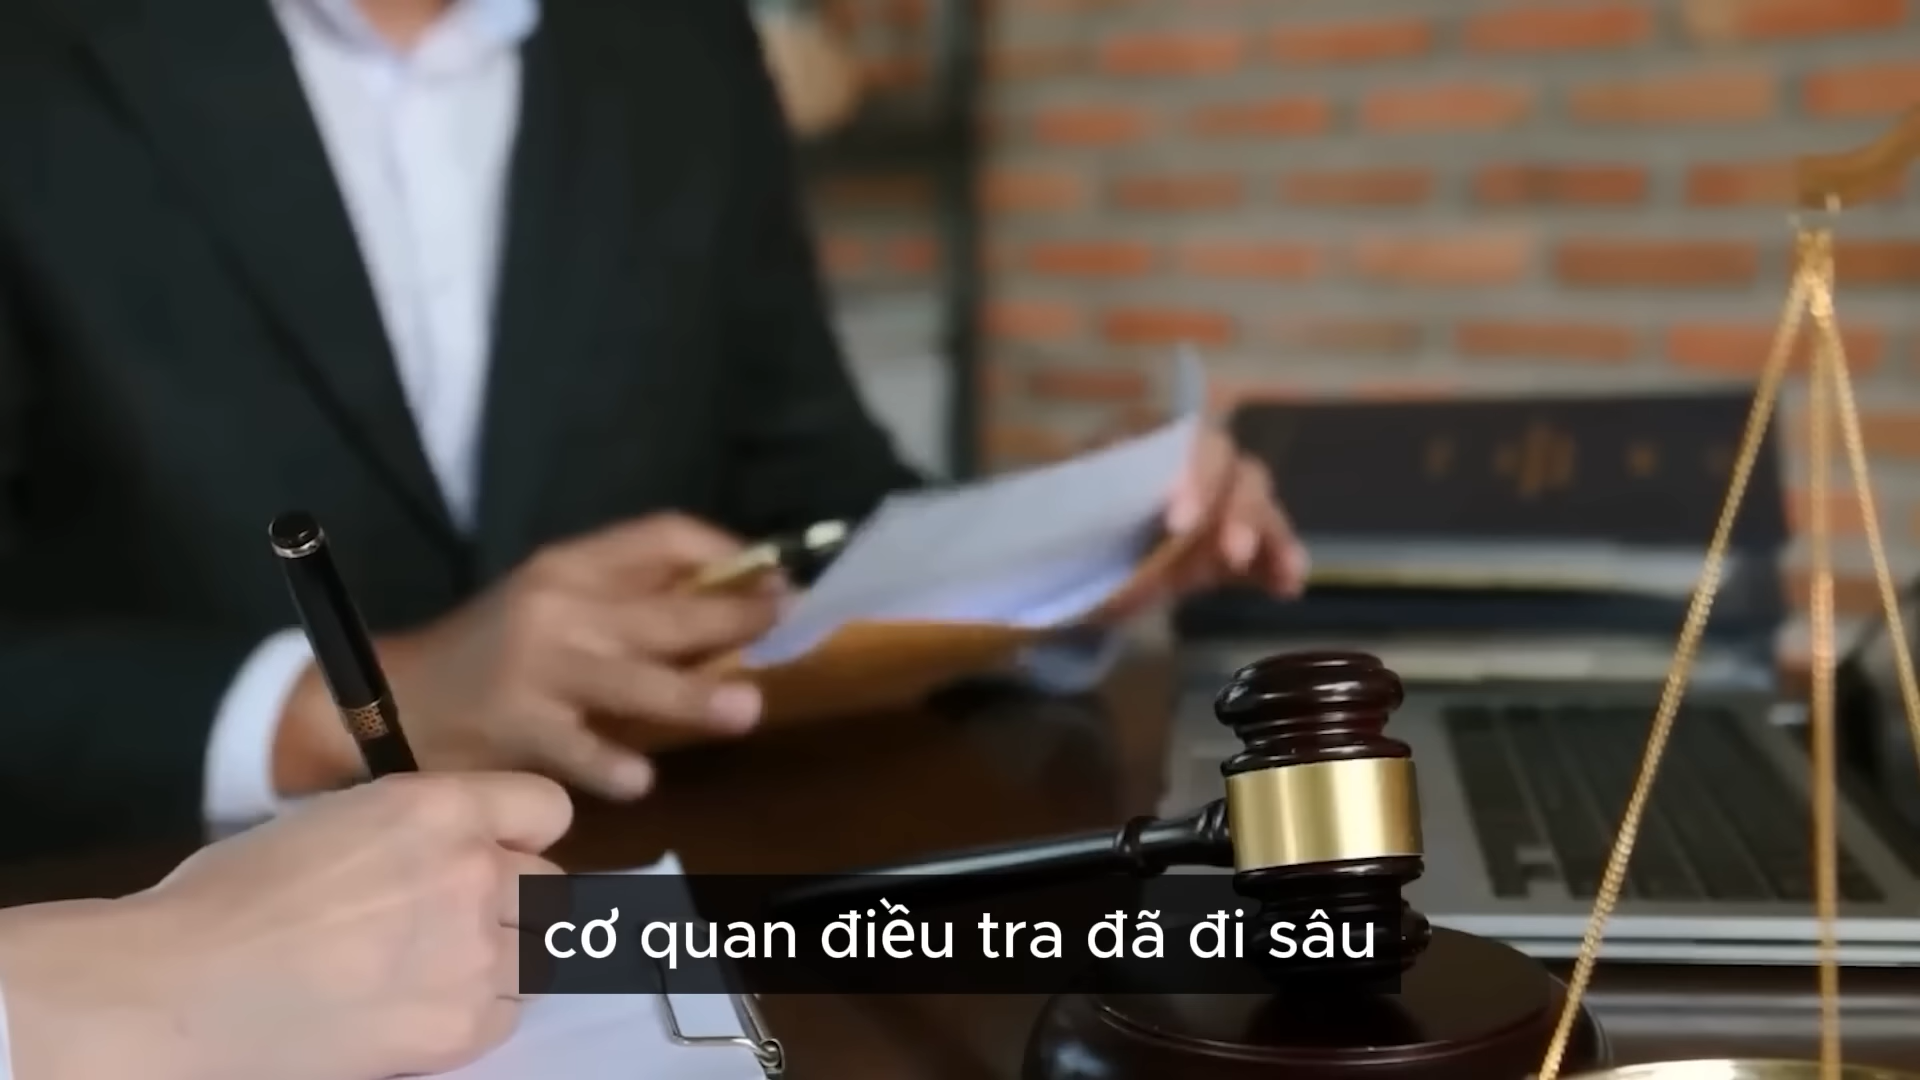 cơ quan điều tra đã đi sâu